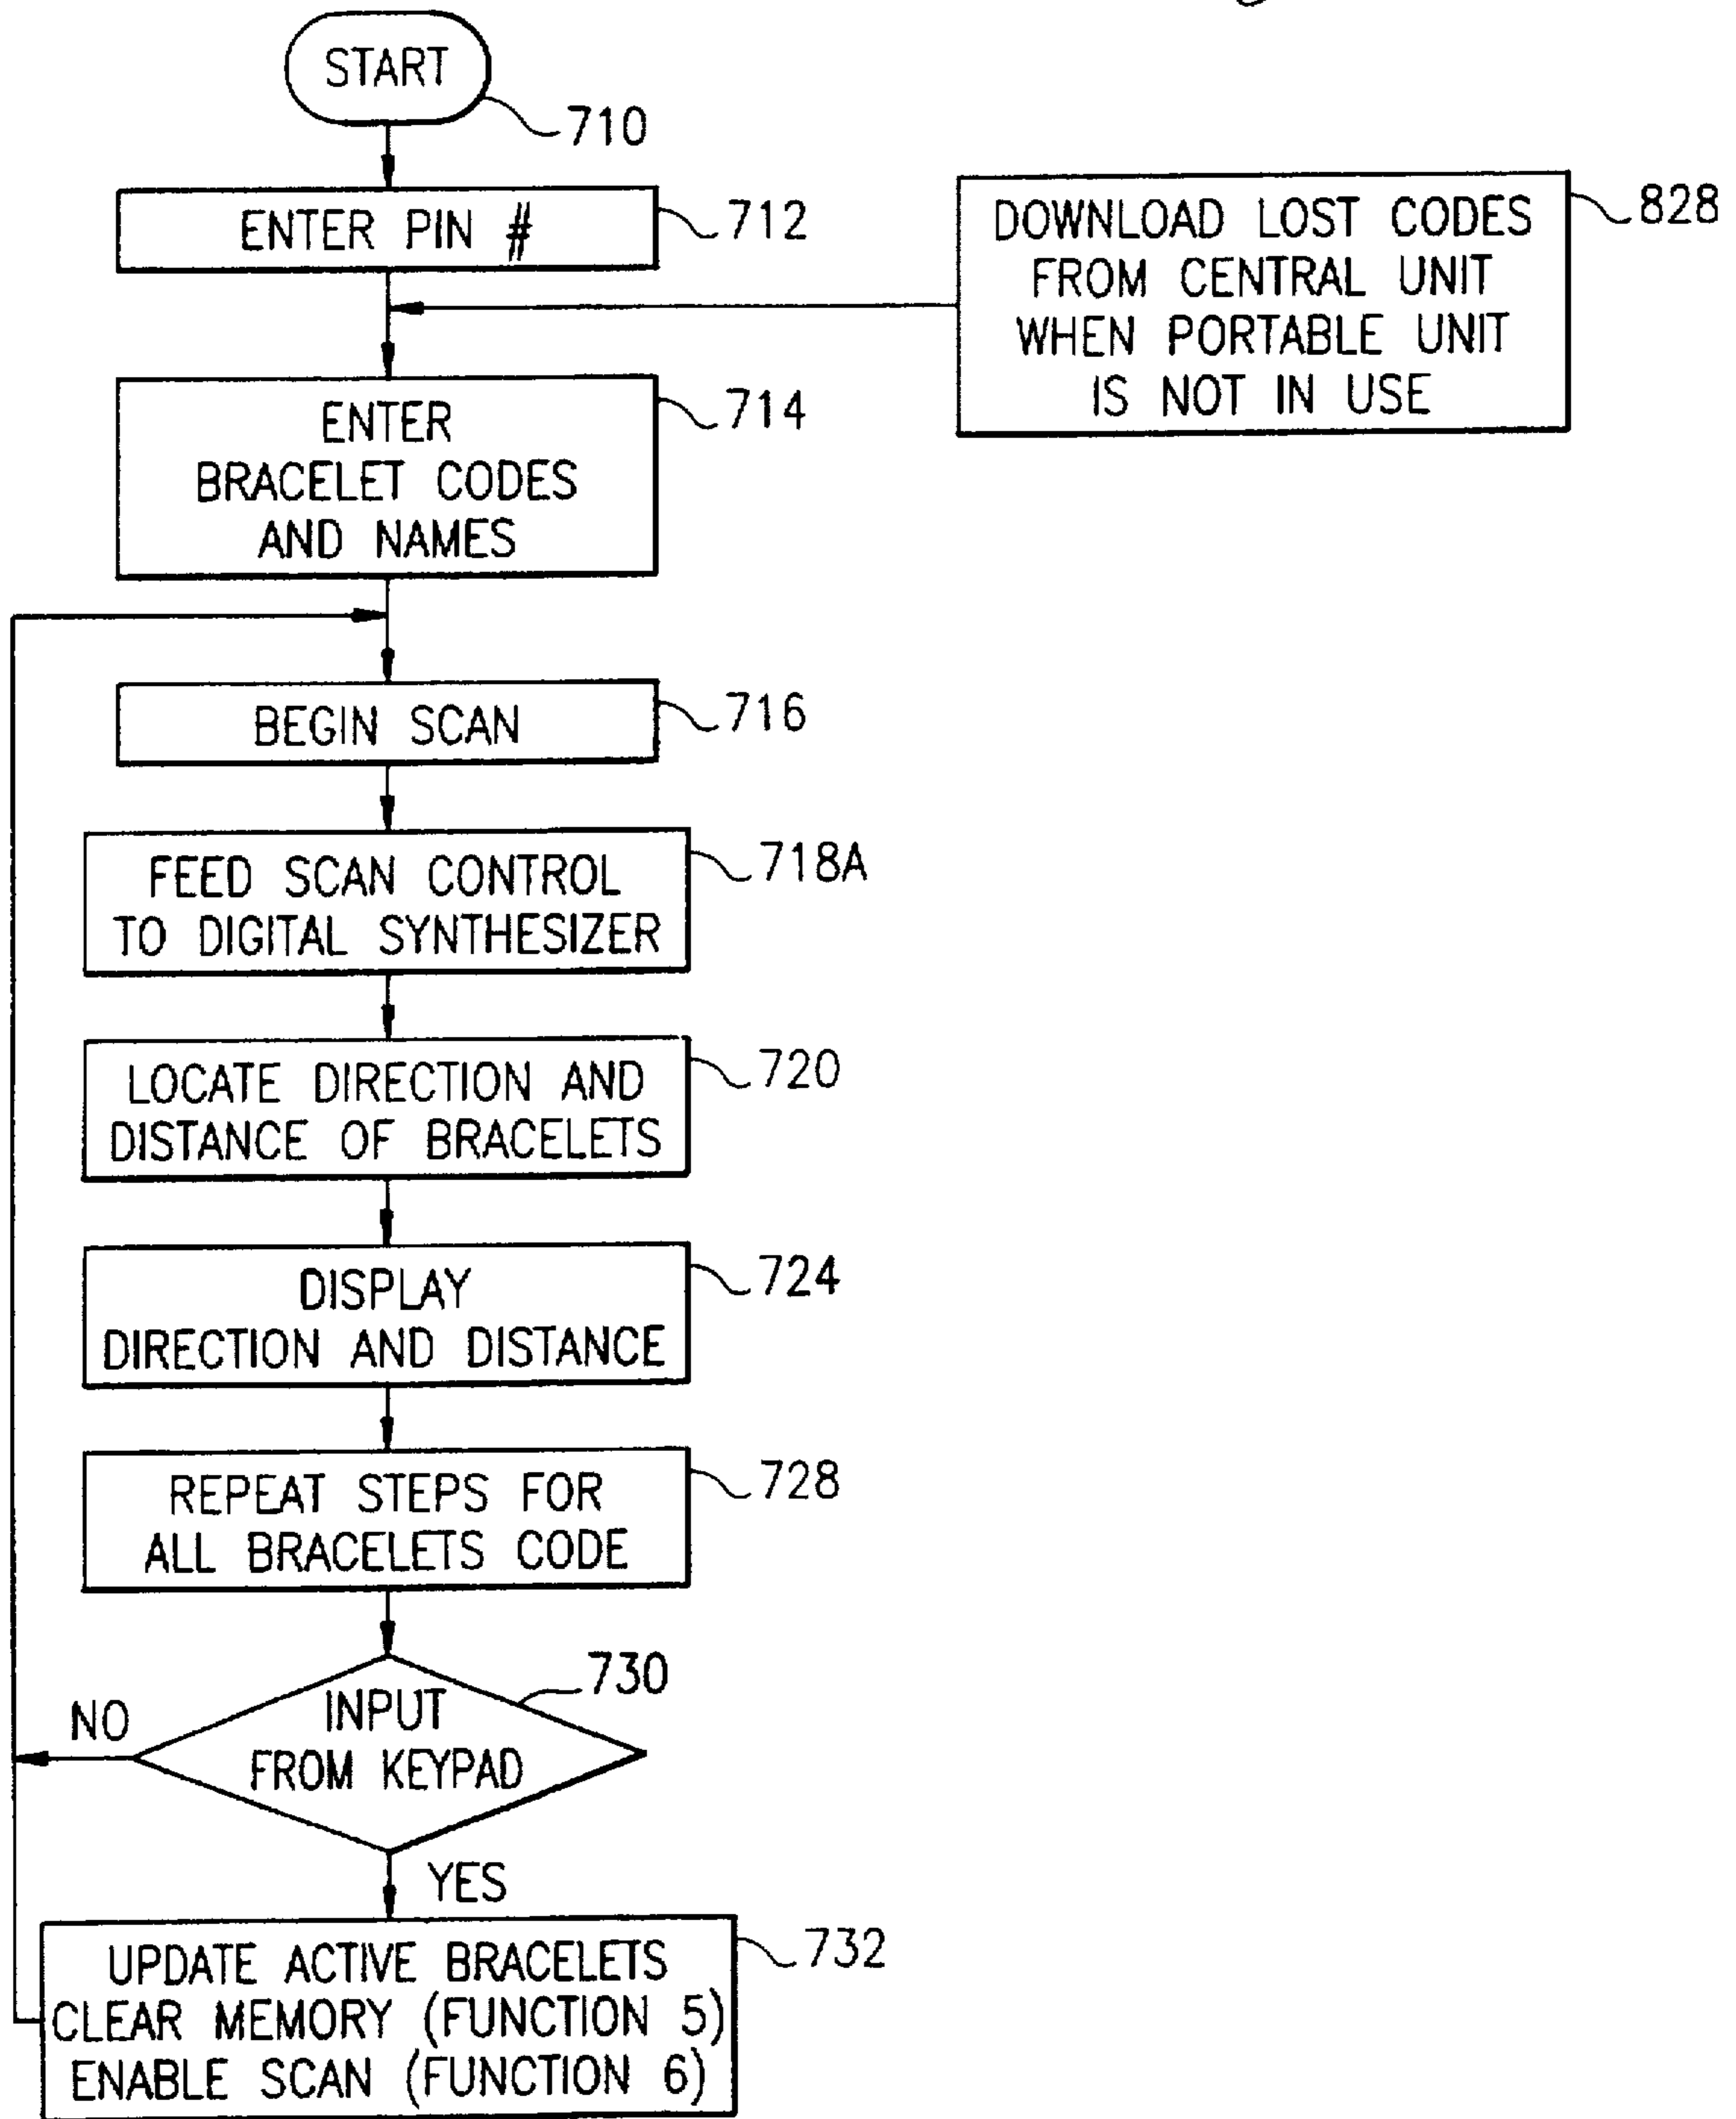 START
710
ENTER PIN #
712
DOWNLOAD LOST CODES
FROM CENTRAL UNIT
WHEN PORTABLE UNIT
IS NOT IN USE
828
ENTER
BRACELET CODES
AND NAMES
714
BEGIN SCAN
716
FEED SCAN CONTROL
TO DIGITAL SYNTHESIZER
718A
LOCATE DIRECTION AND
DISTANCE OF BRACELETS
720
DISPLAY
DIRECTION AND DISTANCE
724
REPEAT STEPS FOR
ALL BRACELETS CODE
728
INPUT
FROM KEYPAD
730
NO
YES
UPDATE ACTIVE BRACELETS
CLEAR MEMORY (FUNCTION 5)
ENABLE SCAN (FUNCTION 6)
732